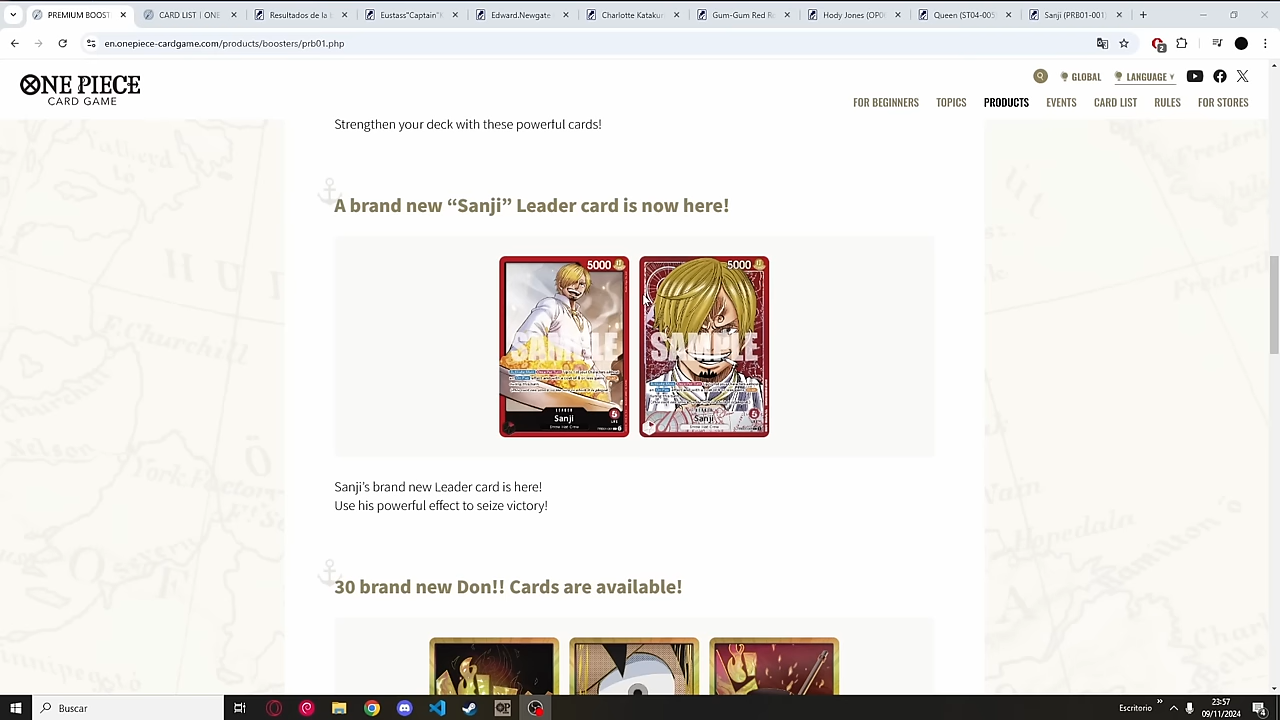 PREMIUM BOOST
CARD LIST | ONE
Resultados de la
Eustass"Captain"K
Edward.Newgate
Charlotte Kataku
Gum-Gum Red R
Hody Jones (OP0
Queen (ST04-005
Sanji (PRB01-001)
en.onepiece-cardgame.com/products/boosters/prb01.php
2
ONE PIECE
CARD GAME
GLOBAL
LANGUAGE
FOR BEGINNERS
TOPICS
PRODUCTS
EVENTS
CARD LIST
RULES
FOR STORES
Strengthen your deck with these powerful cards!
A brand new “Sanji” Leader card is now here!
5000
SAMPLE
LEADER
Sanji
5000
SAMPLE
Sanji
Sanji’s brand new Leader card is here!
Use his powerful effect to seize victory!
30 brand new Don!! Cards are available!
Buscar
OP
Escritorio
23:57
09/11/2024
4